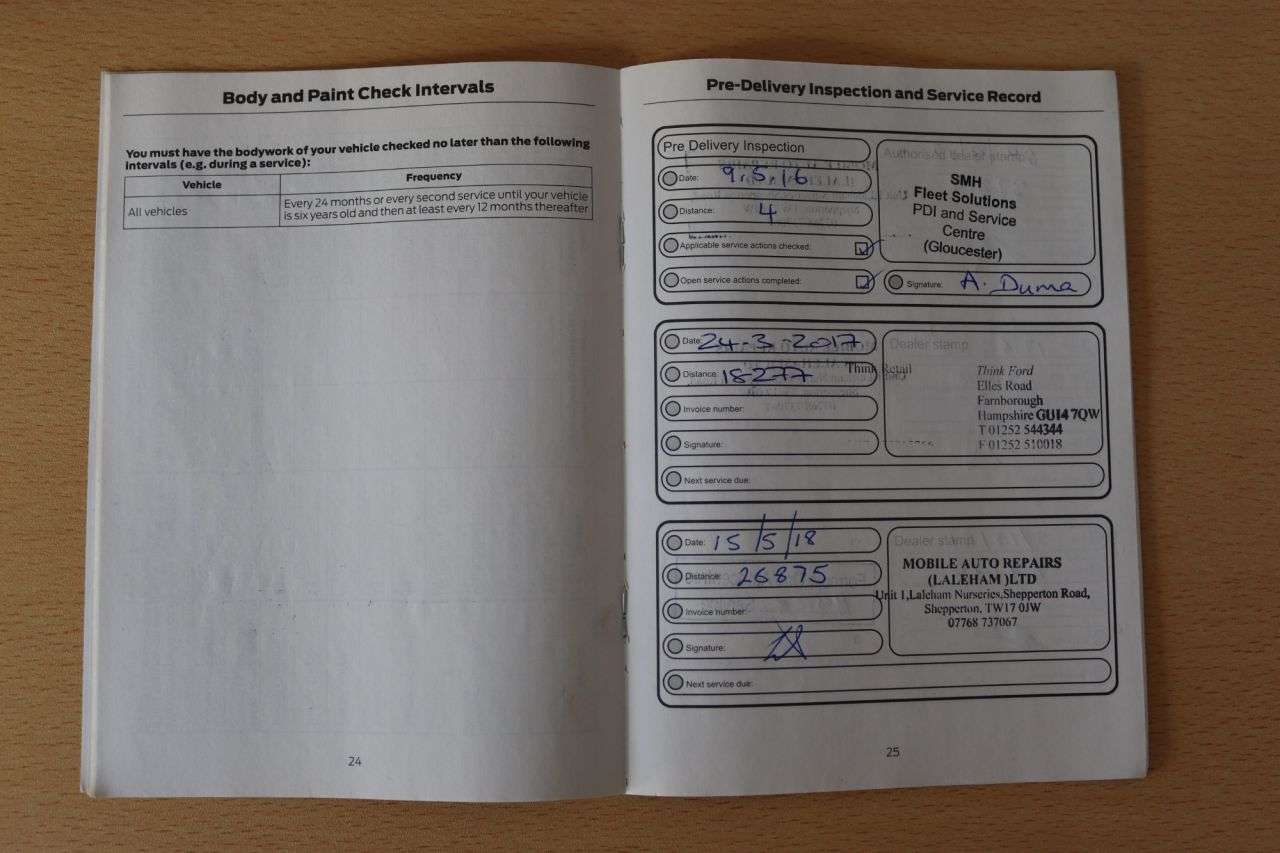 Body and Paint Check Intervals
You must have the bodywork of your vehicle checked no later than the following
intervals (e.g. during a service):
Vehicle Frequency
All vehicles Every 24 months or every second service until your vehicle
is six years old and then at least every 12 months thereafter
24
Pre-Delivery Inspection and Service Record
Pre Delivery Inspection
Date: 9.5.16
Distance: 4
Applicable service actions checked:
Open service actions completed:
Authorised dealer stamp
SMH
Fleet Solutions
PDI and Service
Centre
(Gloucester)
Signature: A. Duma
Date: 24-3-2017
Distance: 18277
Invoice number:
Signature:
Next service due:
Dealer stamp
Think Retail
Think Ford
Elles Road
Farnborough
Hampshire GU14 7QW
T 01252 544344
F 01252 510018
Date: 15/5/18
Distance: 26875
Invoice number:
Signature:
Next service due:
Dealer stamp
MOBILE AUTO REPAIRS
(LALEHAM )LTD
Unit 1,Laleham Nurseries,Shepperton Road,
Shepperton, TW17 0JW
07768 737067
25